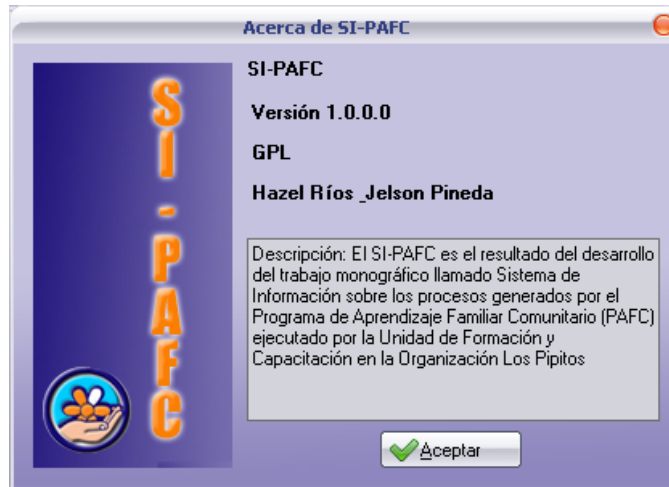 Acerca de SI-PAFC
SI-PAFC
SI-PAFC
Versión 1.0.0.0
GPL
Hazel Ríos _Jelson Pineda
Descripción: El SI-PAFC es el resultado del desarrollo
del trabajo monográfico llamado Sistema de
Información sobre los procesos generados por el
Programa de Aprendizaje Familiar Comunitario (PAFC)
ejecutado por la Unidad de Formación y
Capacitación en la Organización Los Pipitos
Aceptar